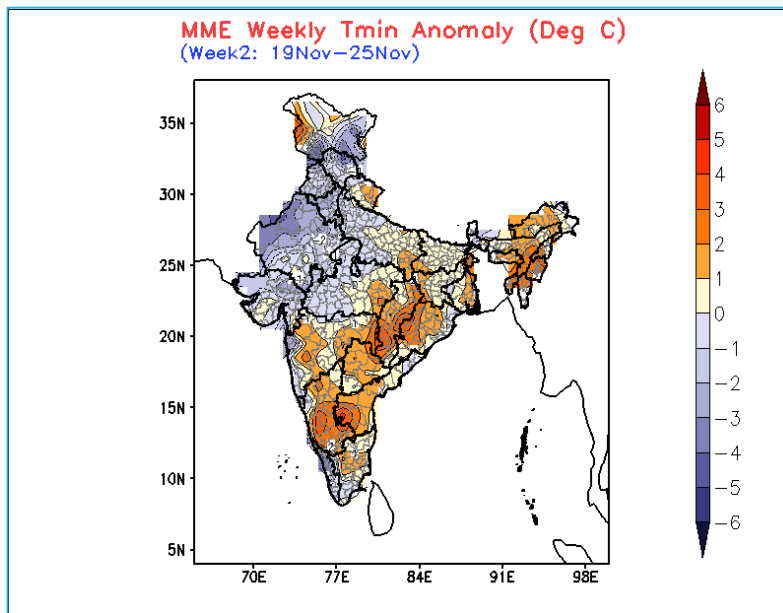 MME Weekly Tmin Anomaly (Deg C)
(Week2: 19Nov−25Nov)
35N
30N
25N
20N
15N
10N
5N
70E 77E 84E 91E 98E
6
5
4
3
2
1
0
−1
−2
−3
−4
−5
−6